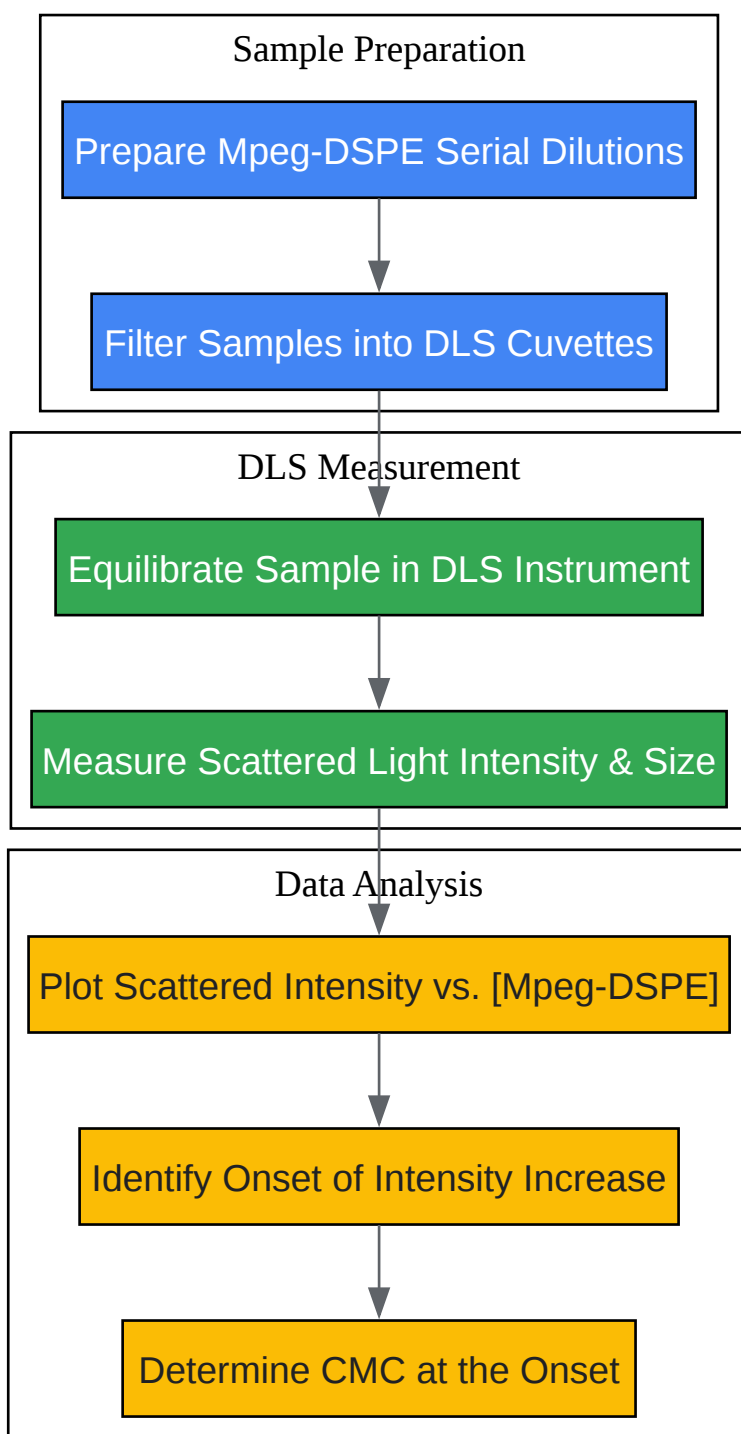 Sample Preparation
Prepare Mpeg-DSPE Serial Dilutions
Filter Samples into DLS Cuvettes
DLS Measurement
Equilibrate Sample in DLS Instrument
Measure Scattered Light Intensity & Size
Data Analysis
Plot Scattered Intensity vs. [Mpeg-DSPE]
Identify Onset of Intensity Increase
Determine CMC at the Onset